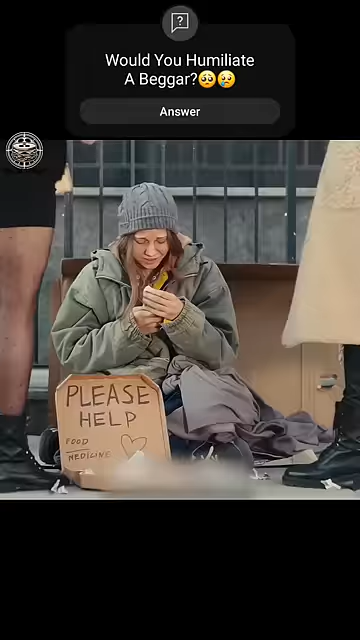 Would You Humiliate
A Beggar?🥺😢
Answer
PLEASE
HELP
FOOD
MEDICINE